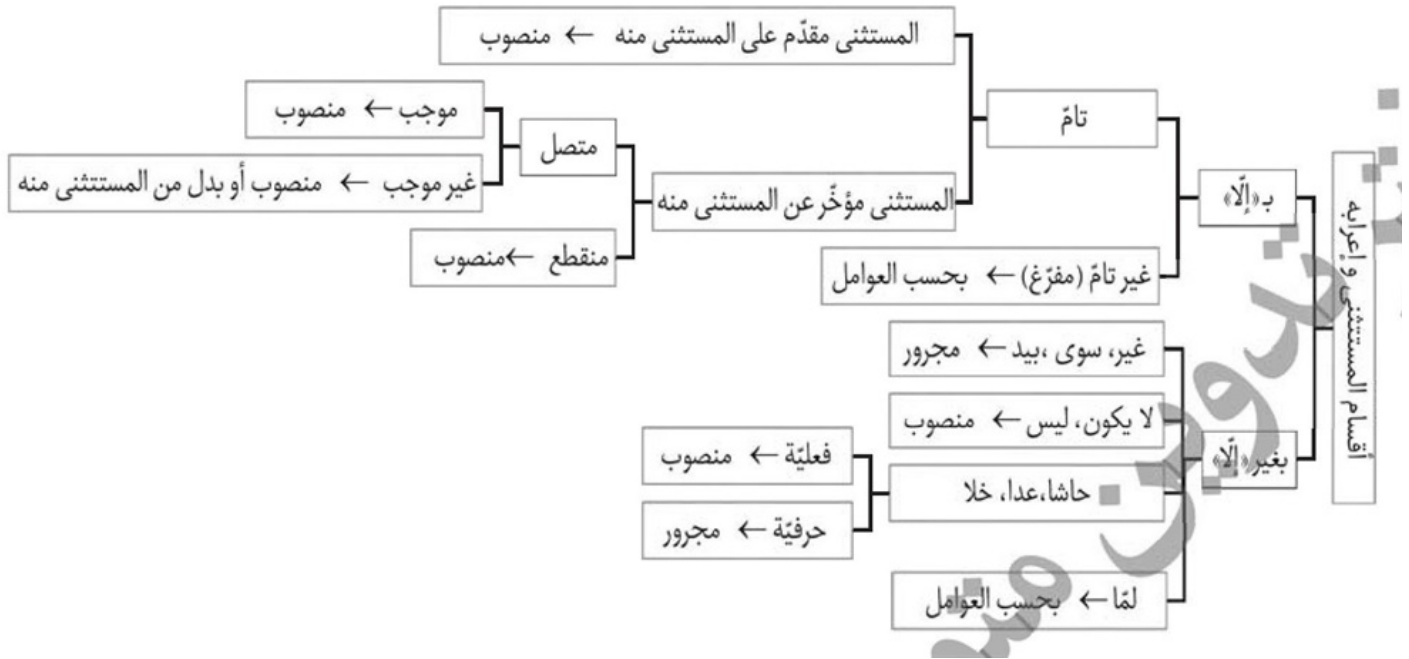 أقسام المستثنى و إعرابه
بـ«إلّا»
تامّ
المستثنى مقدّم على المستثنى منه ← منصوب
المستثنى مؤخّر عن المستثنى منه
متصل
موجب ← منصوب
غير موجب ← منصوب أو بدل من المستتثنى منه
منقطع ← منصوب
غير تامّ (مفرّغ) ← بحسب العوامل
بغير «إلّا»
غير، سوى ،بيد ← مجرور
لا يكون، ليس ← منصوب
حاشا،عدا، خلا
فعليّة ← منصوب
حرفيّة ← مجرور
لمّا ← بحسب العوامل
تدوين